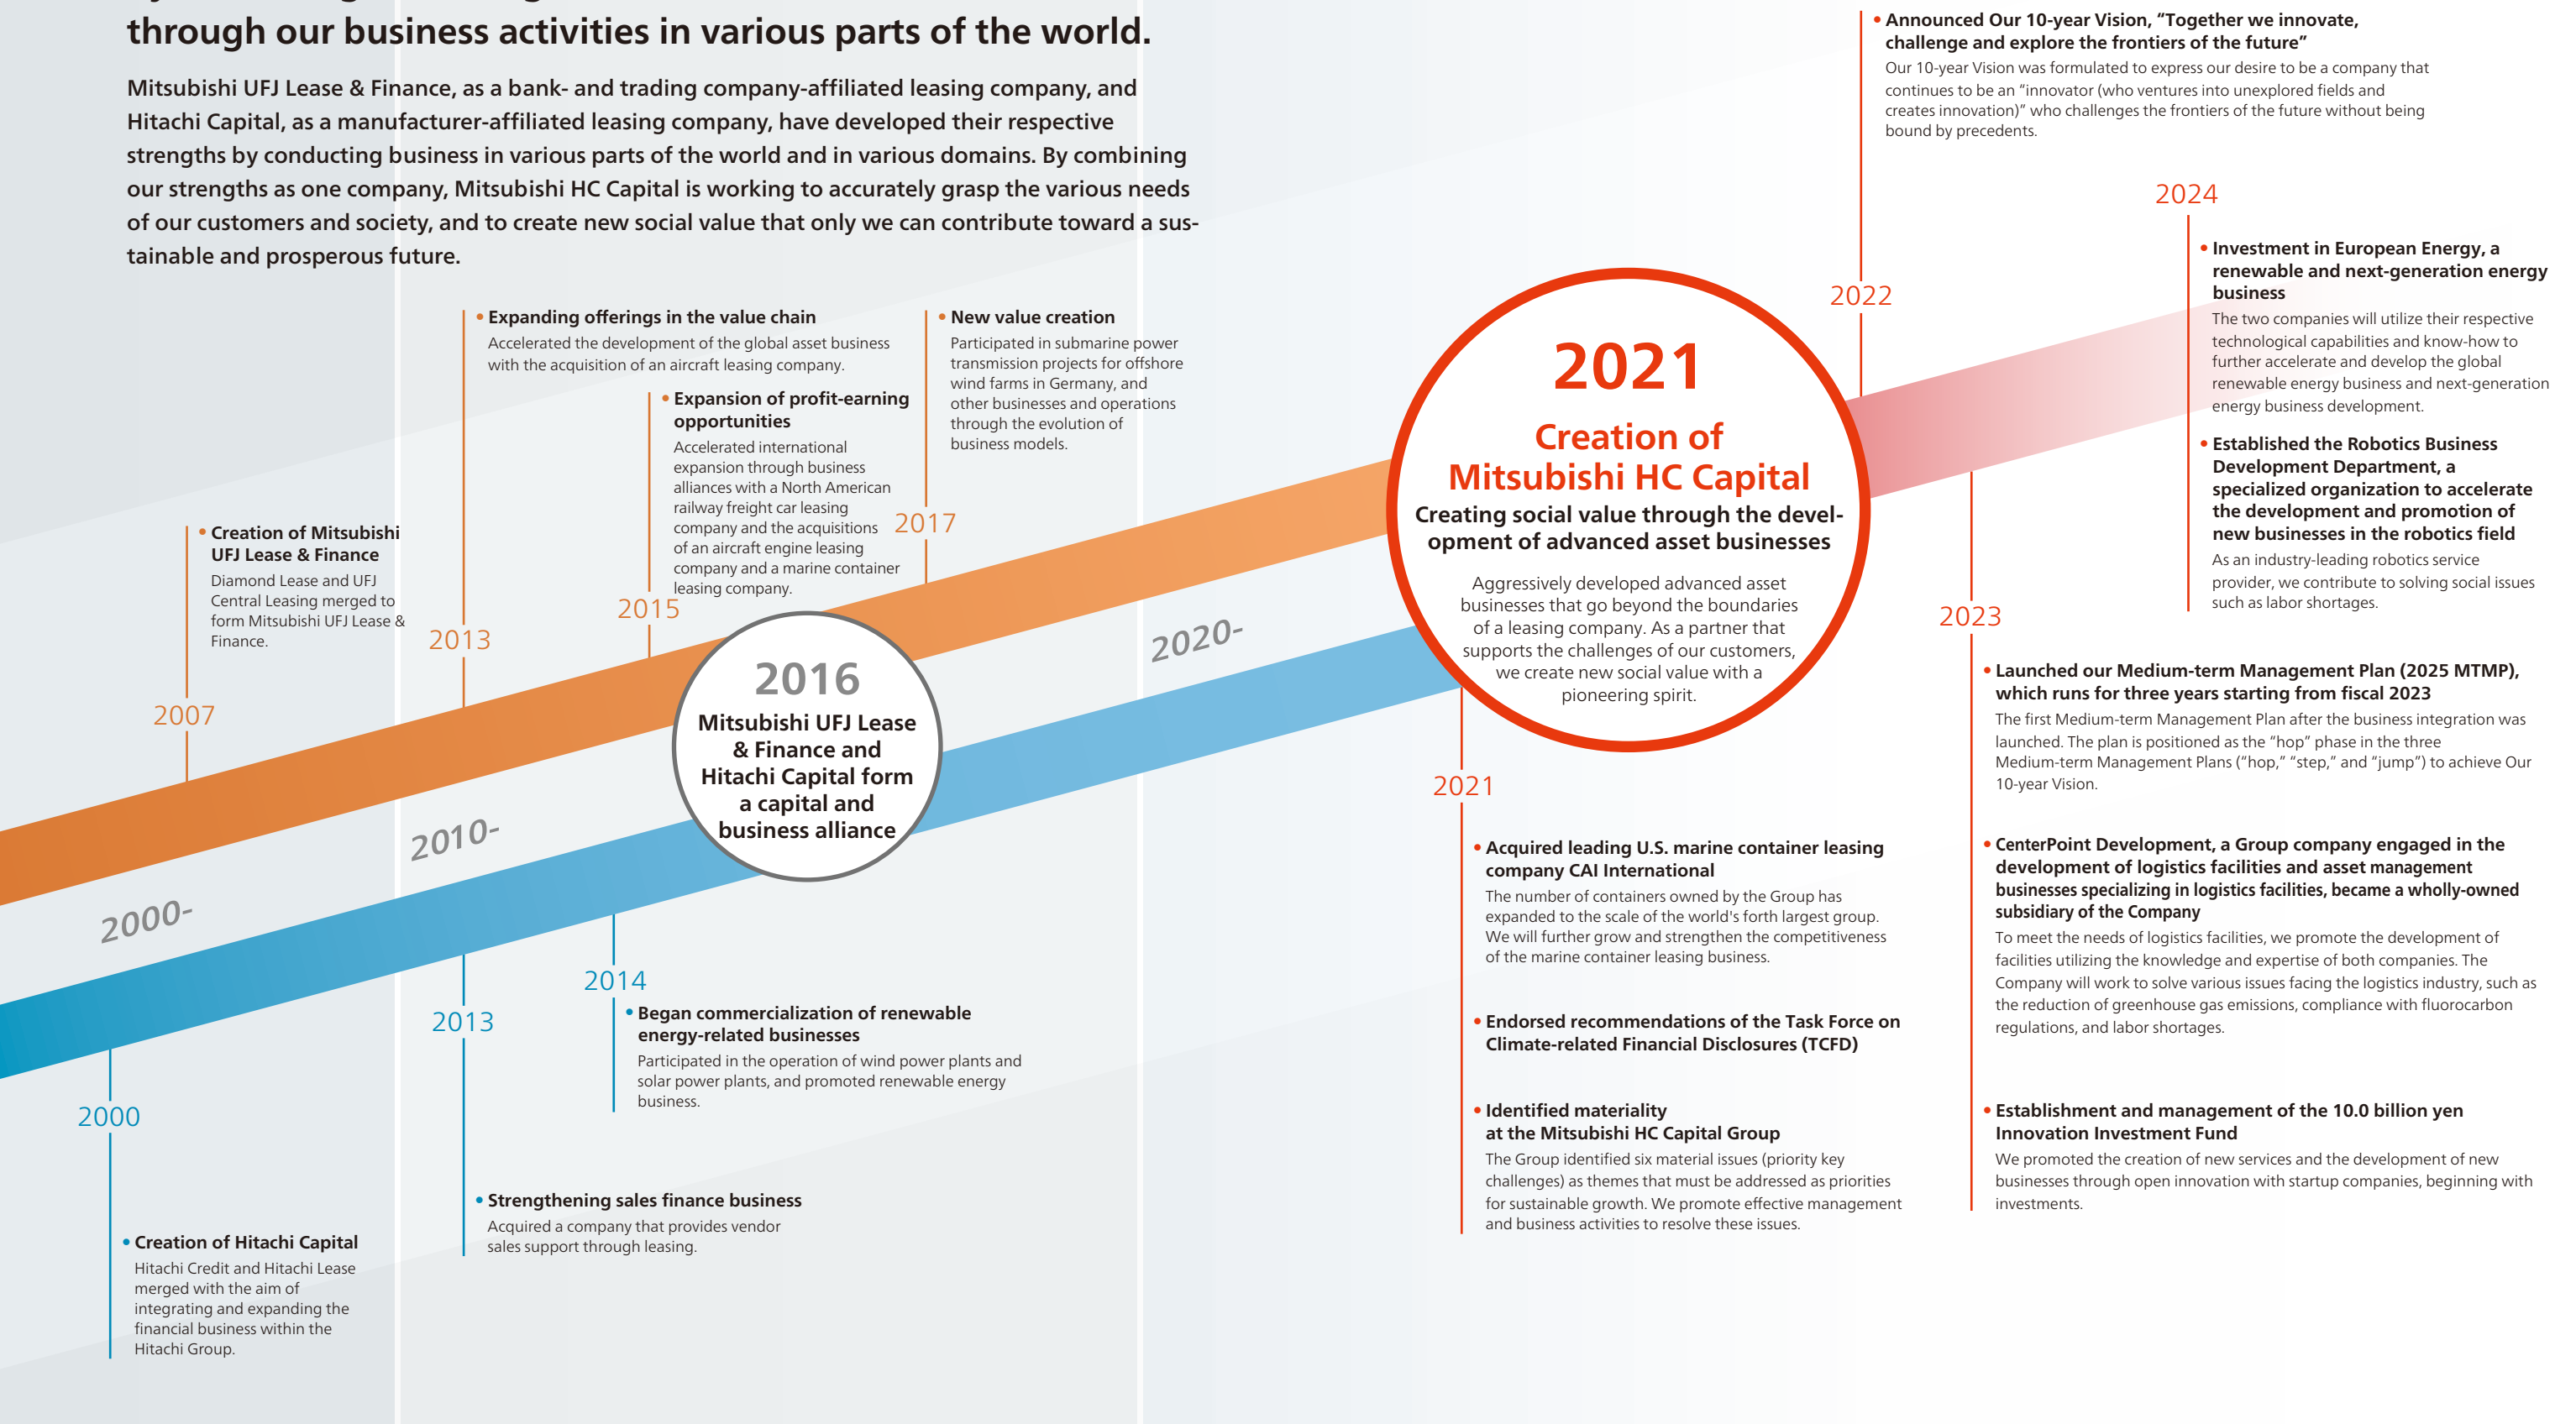 through our business activities in various parts of the world.
Mitsubishi UFJ Lease & Finance, as a bank- and trading company-affiliated leasing company, and
Hitachi Capital, as a manufacturer-affiliated leasing company, have developed their respective
strengths by conducting business in various parts of the world and in various domains. By combining
our strengths as one company, Mitsubishi HC Capital is working to accurately grasp the various needs
of our customers and society, and to create new social value that only we can contribute toward a sus-
tainable and prosperous future.
2007
• Creation of Mitsubishi
UFJ Lease & Finance
Diamond Lease and UFJ
Central Leasing merged to
form Mitsubishi UFJ Lease &
Finance.
2013
• Expanding offerings in the value chain
Accelerated the development of the global asset business
with the acquisition of an aircraft leasing company.
2015
• Expansion of profit-earning
opportunities
Accelerated international
expansion through business
alliances with a North American
railway freight car leasing
company and the acquisitions
of an aircraft engine leasing
company and a marine container
leasing company.
2017
• New value creation
Participated in submarine power
transmission projects for offshore
wind farms in Germany, and
other businesses and operations
through the evolution of
business models.
2000-
2010-
2020-
2016
Mitsubishi UFJ Lease
& Finance and
Hitachi Capital form
a capital and
business alliance
2000
• Creation of Hitachi Capital
Hitachi Credit and Hitachi Lease
merged with the aim of
integrating and expanding the
financial business within the
Hitachi Group.
2013
• Strengthening sales finance business
Acquired a company that provides vendor
sales support through leasing.
2014
• Began commercialization of renewable
energy-related businesses
Participated in the operation of wind power plants and
solar power plants, and promoted renewable energy
business.
2021
Creation of
Mitsubishi HC Capital
Creating social value through the devel-
opment of advanced asset businesses
Aggressively developed advanced asset
businesses that go beyond the boundaries
of a leasing company. As a partner that
supports the challenges of our customers,
we create new social value with a
pioneering spirit.
2021
• Acquired leading U.S. marine container leasing
company CAI International
The number of containers owned by the Group has
expanded to the scale of the world's forth largest group.
We will further grow and strengthen the competitiveness
of the marine container leasing business.
• Endorsed recommendations of the Task Force on
Climate-related Financial Disclosures (TCFD)
• Identified materiality
at the Mitsubishi HC Capital Group
The Group identified six material issues (priority key
challenges) as themes that must be addressed as priorities
for sustainable growth. We promote effective management
and business activities to resolve these issues.
2022
• Announced Our 10-year Vision, “Together we innovate,
challenge and explore the frontiers of the future”
Our 10-year Vision was formulated to express our desire to be a company that
continues to be an “innovator (who ventures into unexplored fields and
creates innovation)” who challenges the frontiers of the future without being
bound by precedents.
2023
• Launched our Medium-term Management Plan (2025 MTMP),
which runs for three years starting from fiscal 2023
The first Medium-term Management Plan after the business integration was
launched. The plan is positioned as the “hop” phase in the three
Medium-term Management Plans (“hop,” “step,” and “jump”) to achieve Our
10-year Vision.
• CenterPoint Development, a Group company engaged in the
development of logistics facilities and asset management
businesses specializing in logistics facilities, became a wholly-owned
subsidiary of the Company
To meet the needs of logistics facilities, we promote the development of
facilities utilizing the knowledge and expertise of both companies. The
Company will work to solve various issues facing the logistics industry, such as
the reduction of greenhouse gas emissions, compliance with fluorocarbon
regulations, and labor shortages.
• Establishment and management of the 10.0 billion yen
Innovation Investment Fund
We promoted the creation of new services and the development of new
businesses through open innovation with startup companies, beginning with
investments.
2024
• Investment in European Energy, a
renewable and next-generation energy
business
The two companies will utilize their respective
technological capabilities and know-how to
further accelerate and develop the global
renewable energy business and next-generation
energy business development.
• Established the Robotics Business
Development Department, a
specialized organization to accelerate
the development and promotion of
new businesses in the robotics field
As an industry-leading robotics service
provider, we contribute to solving social issues
such as labor shortages.